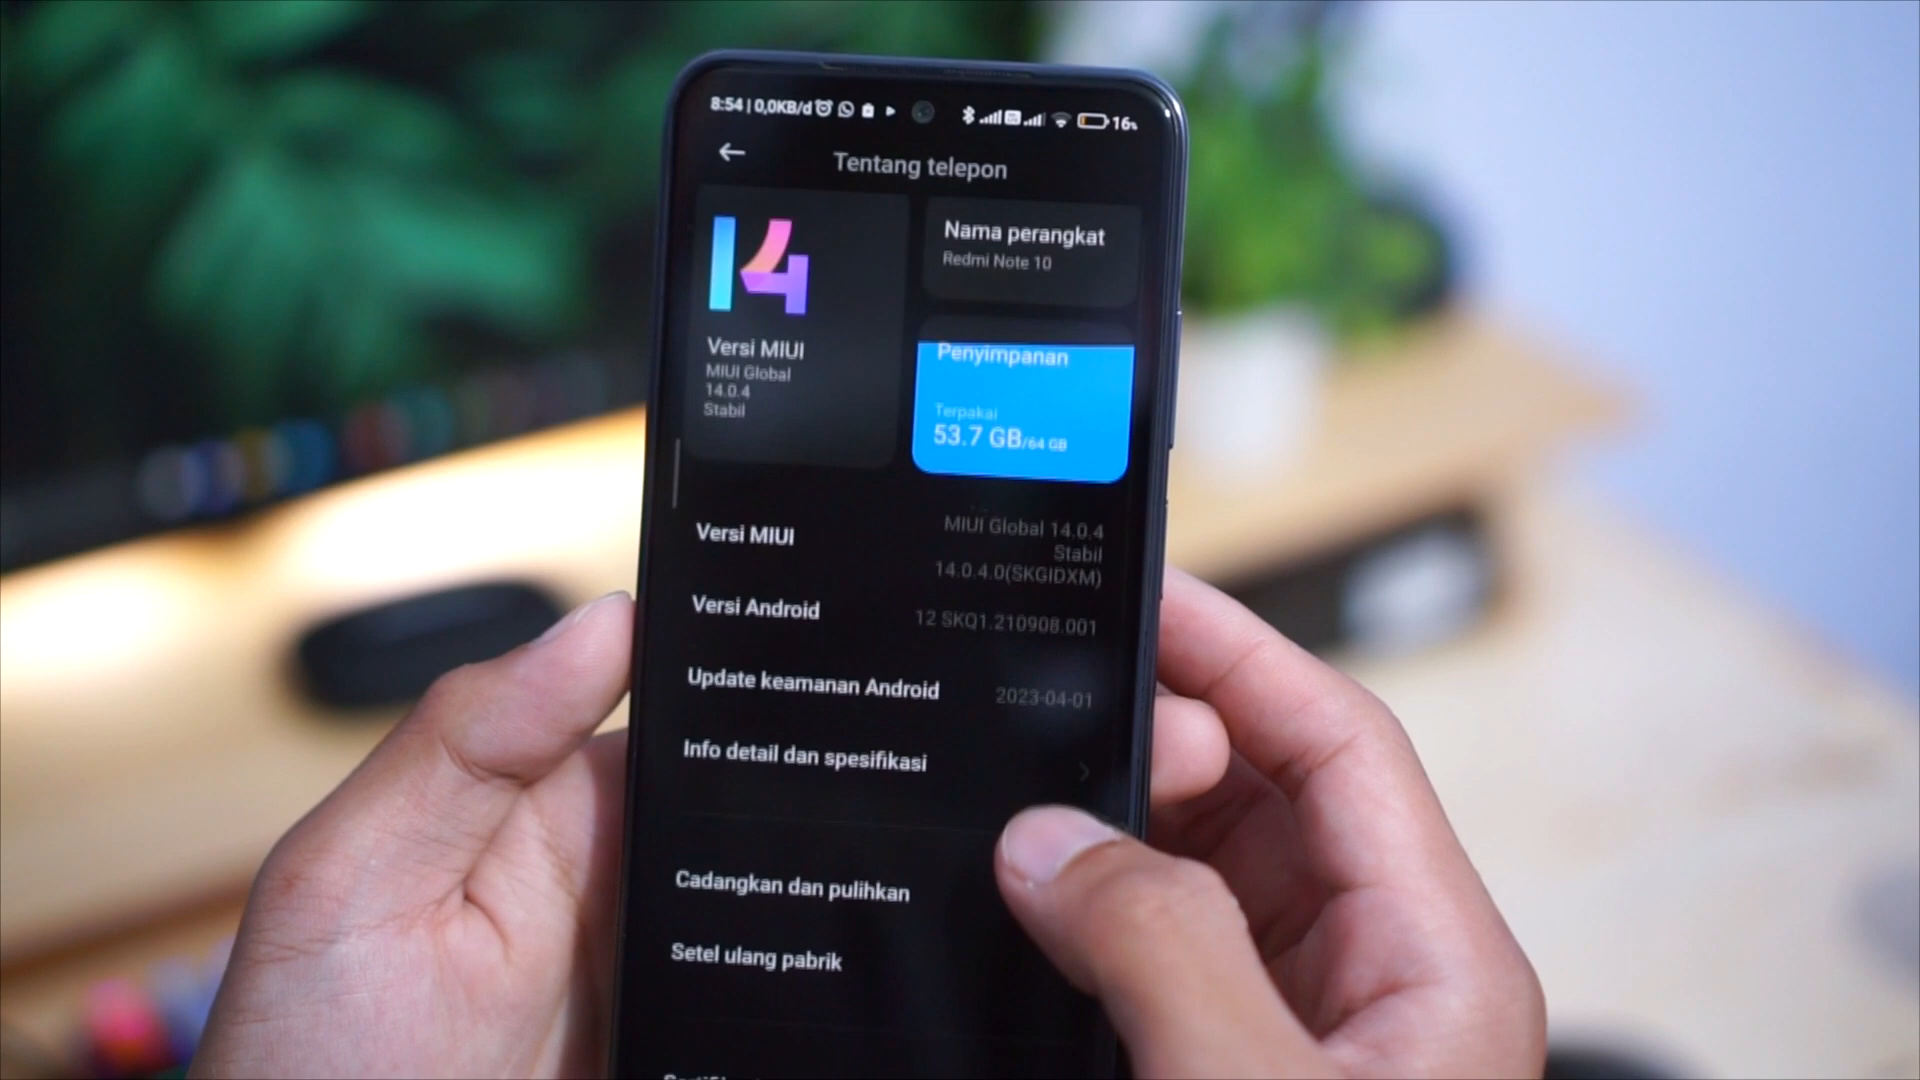 8:54 | 0,0KB/d
16%
Tentang telepon
14
Versi MIUI
MIUI Global
14.0.4
Stabil
Nama perangkat
Redmi Note 10
Penyimpanan
Terpakai
53.7 GB/64 GB
Versi MIUI
MIUI Global 14.0.4
Stabil
14.0.4.0(SKGIDXM)
Versi Android
12 SKQ1.210908.001
Update keamanan Android
2023-04-01
Info detail dan spesifikasi
Cadangkan dan pulihkan
Setel ulang pabrik